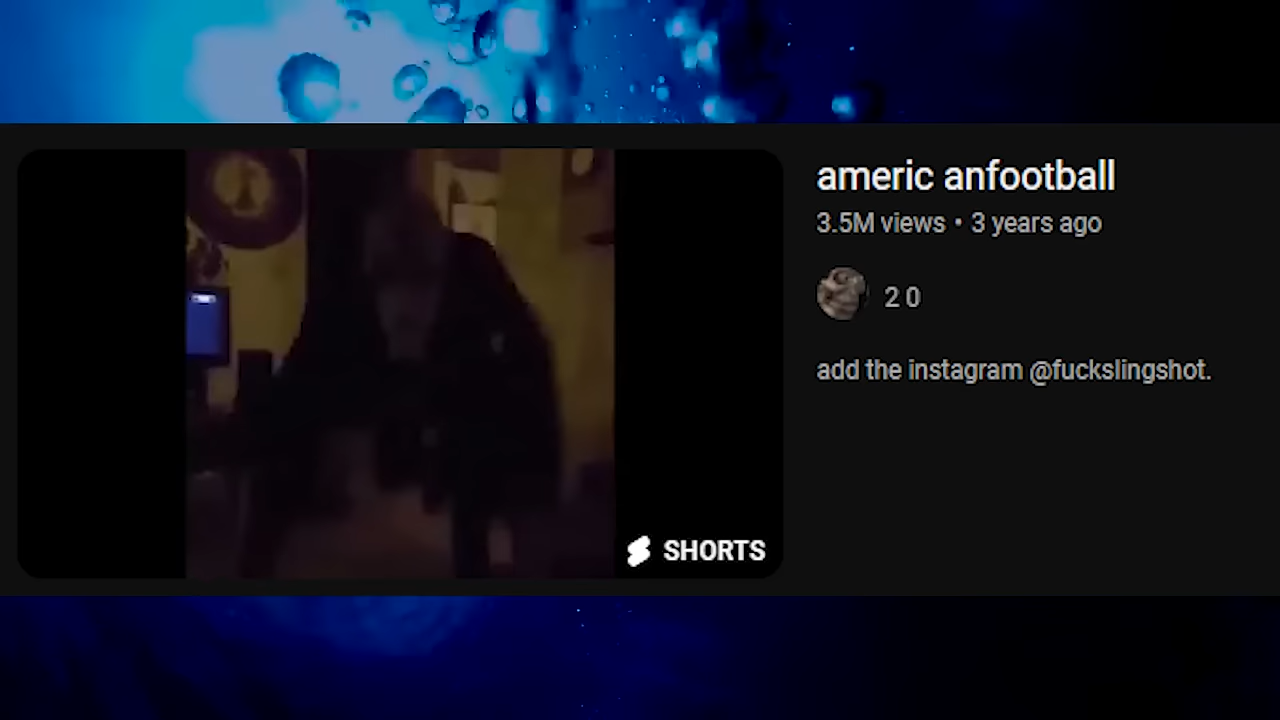 americ anfootball
3.5M views • 3 years ago
2 0
add the instagram @fuckslingshot.
SHORTS